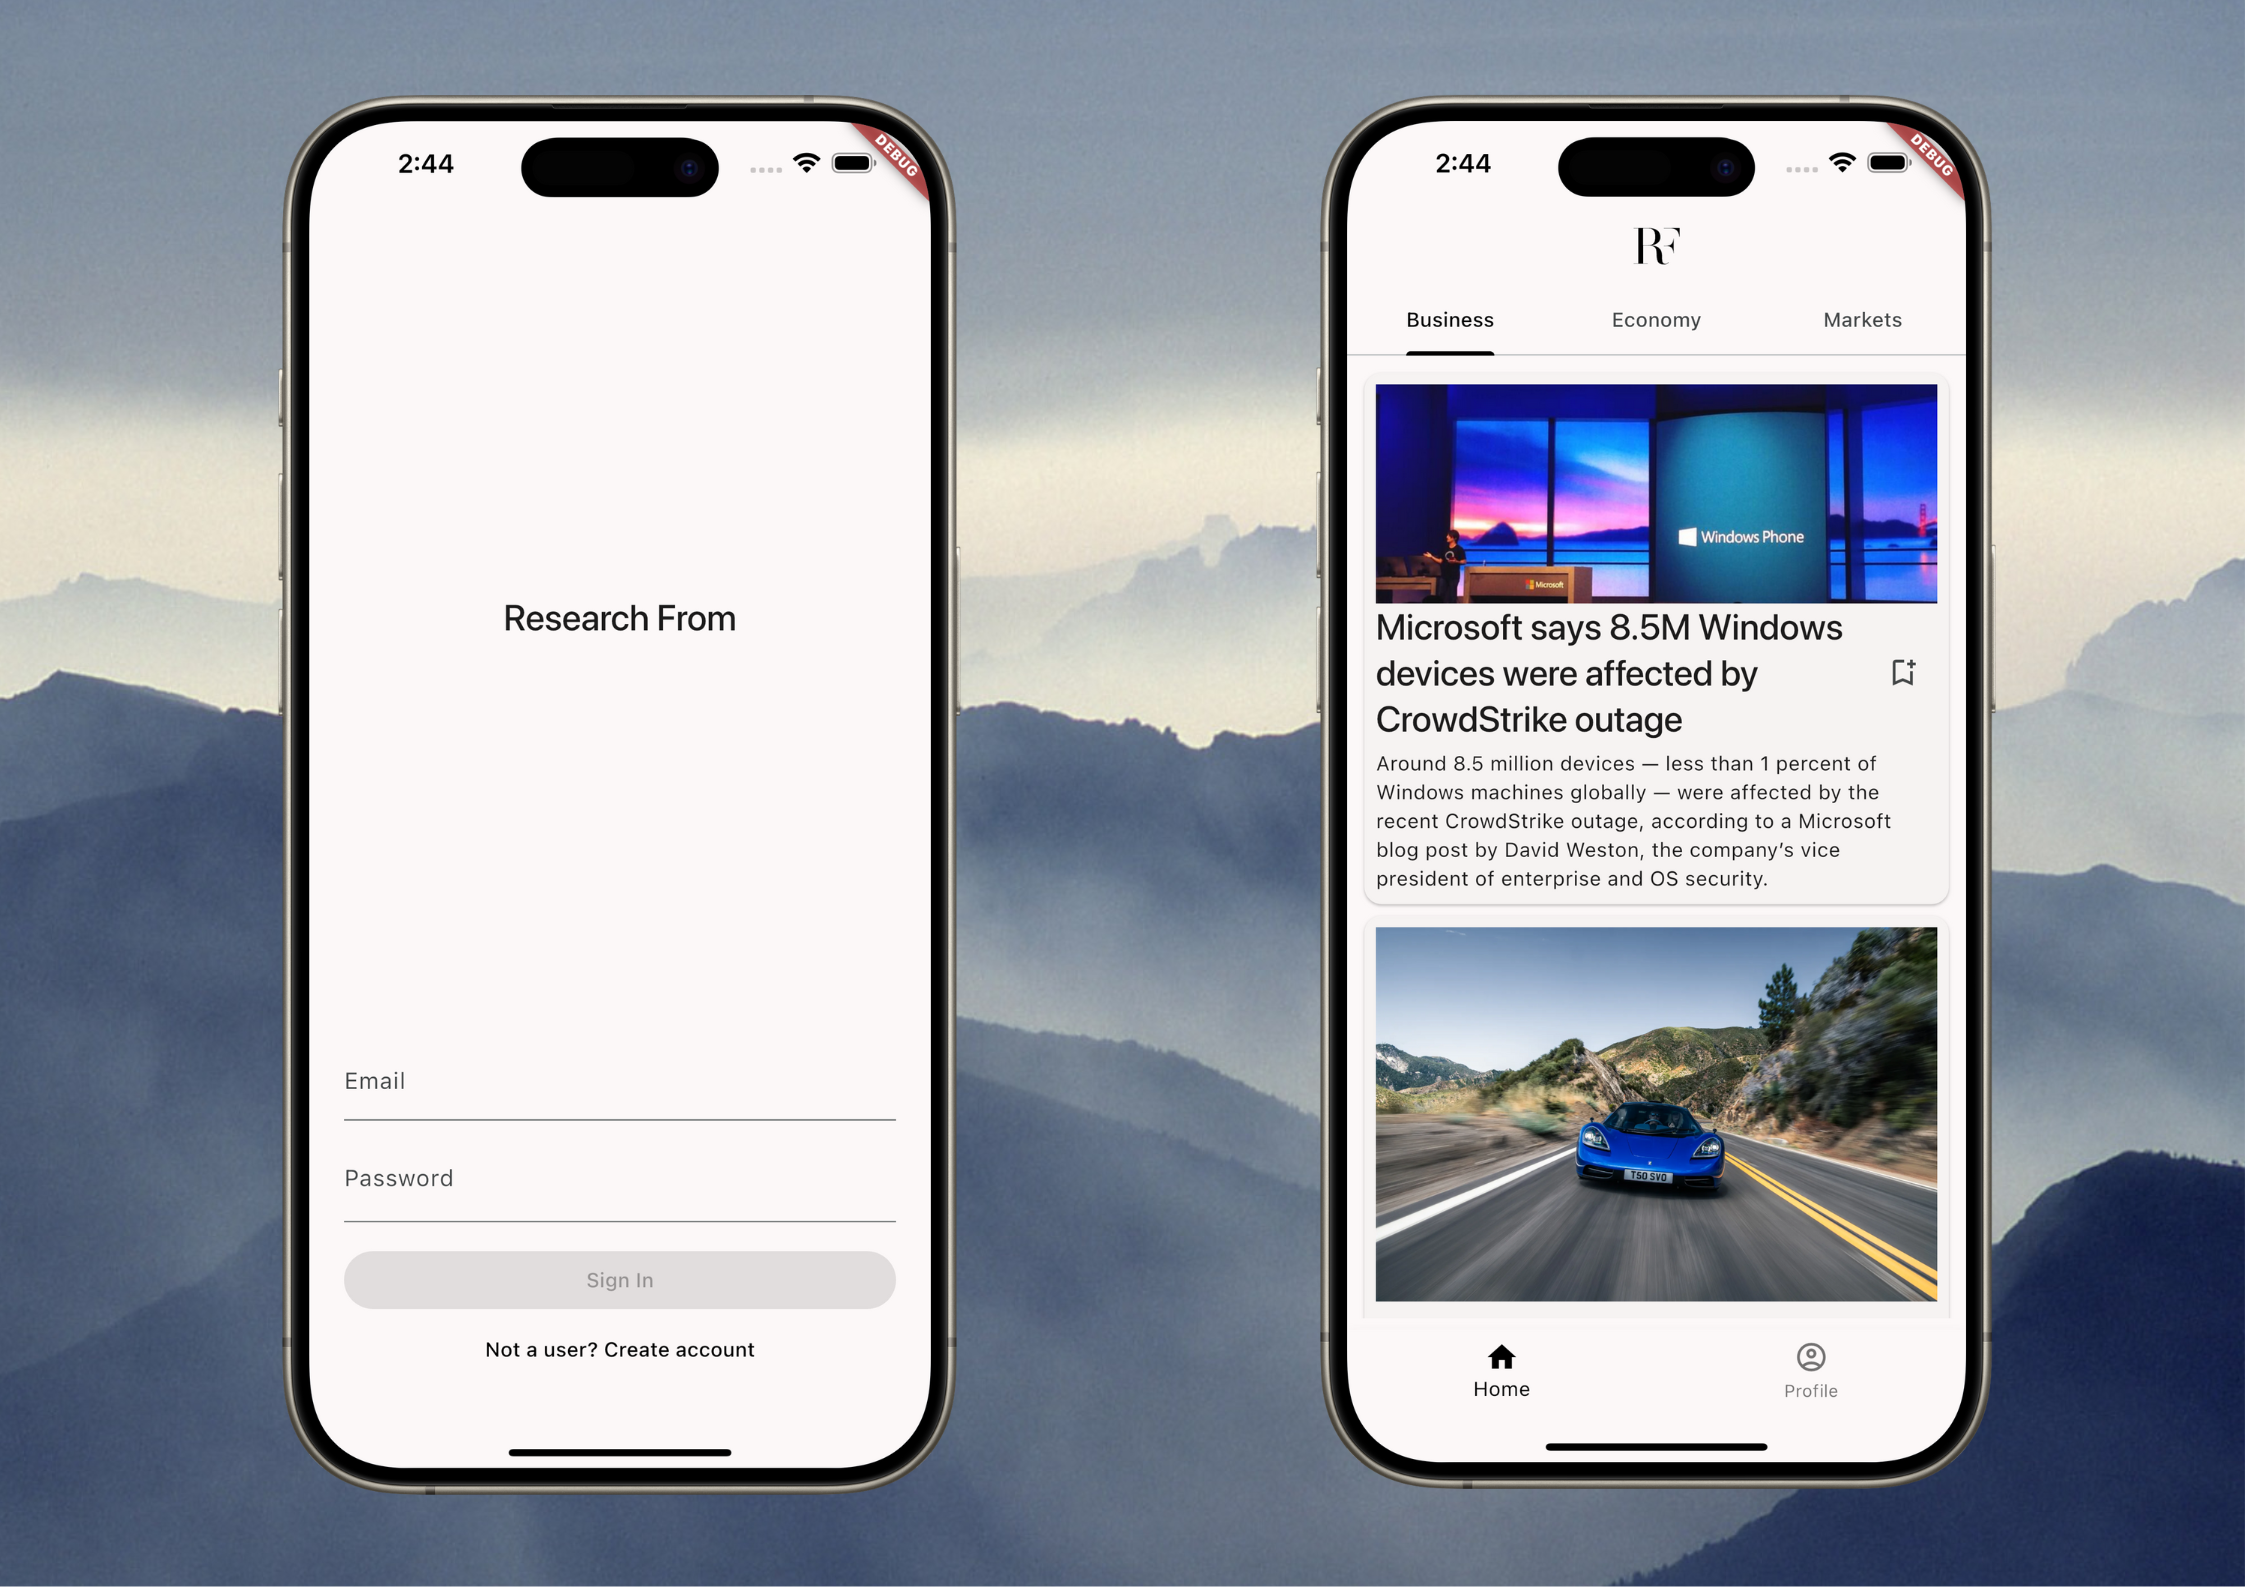 2:44
DEBUG
Research From
Email
Password
Sign In
Not a user? Create account
2:44
DEBUG
RF
Business
Economy
Markets
Windows Phone
Microsoft
Microsoft says 8.5M Windows
devices were affected by
CrowdStrike outage
Around 8.5 million devices — less than 1 percent of
Windows machines globally — were affected by the
recent CrowdStrike outage, according to a Microsoft
blog post by David Weston, the company’s vice
president of enterprise and OS security.
T50 SVO
Home
Profile